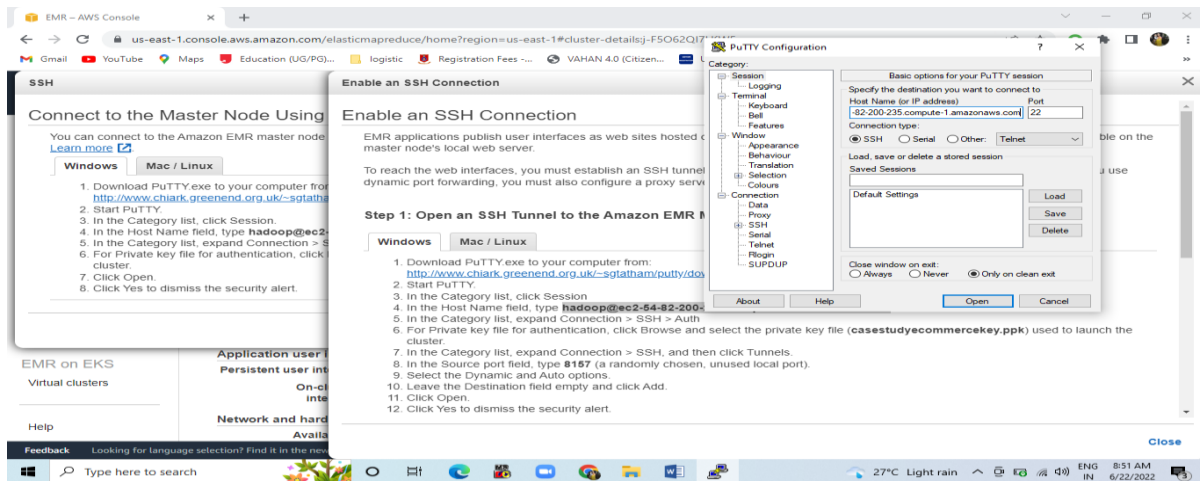 EMR – AWS Console
us-east-1.console.aws.amazon.com/elasticmapreduce/home?region=us-east-1#cluster-details:j-F5O62QI7
Gmail YouTube Maps Education (UG/PG)... logistic Registration Fees -... VAHAN 4.0 (Citizen...
SSH
Connect to the Master Node Using
You can connect to the Amazon EMR master node
Learn more
Windows Mac / Linux
1. Download PuTTY.exe to your computer from
http://www.chiark.greenend.org.uk/~sgtatha
2. Start PuTTY.
3. In the Category list, click Session.
4. In the Host Name field, type hadoop@ec2-
5. In the Category list, expand Connection > S
6. For Private key file for authentication, click
cluster.
7. Click Open.
8. Click Yes to dismiss the security alert.
EMR on EKS
Virtual clusters
Help
Application user i
Persistent user int
On-cl
inte
Network and hard
Availa
Enable an SSH Connection
Enable an SSH Connection
EMR applications publish user interfaces as web sites hosted
ble on the
master node's local web server.
To reach the web interfaces, you must establish an SSH tunnel
u use
dynamic port forwarding, you must also configure a proxy serve
Step 1: Open an SSH Tunnel to the Amazon EMR M
Windows Mac / Linux
1. Download PuTTY.exe to your computer from:
http://www.chiark.greenend.org.uk/~sgtatham/putty/dov
2. Start PuTTY.
3. In the Category list, click Session
4. In the Host Name field, type hadoop@ec2-54-82-200-
5. In the Category list, expand Connection > SSH > Auth
6. For Private key file for authentication, click Browse and select the private key file (casestudyecommercekey.ppk) used to launch the
cluster.
7. In the Category list, expand Connection > SSH, and then click Tunnels.
8. In the Source port field, type 8157 (a randomly chosen, unused local port).
9. Select the Dynamic and Auto options.
10. Leave the Destination field empty and click Add.
11. Click Open.
12. Click Yes to dismiss the security alert.
Close
PuTTY Configuration
Category:
Session
Logging
Terminal
Keyboard
Bell
Features
Window
Appearance
Behaviour
Translation
Selection
Colours
Connection
Data
Proxy
SSH
Serial
Telnet
Rlogin
SUPDUP
Basic options for your PuTTY session
Specify the destination you want to connect to
Host Name (or IP address) Port
-82-200-235.compute-1.amazonaws.com 22
Connection type:
SSH Serial Other: Telnet
Load, save or delete a stored session
Saved Sessions
Default Settings
Load
Save
Delete
Close window on exit:
Always Never Only on clean exit
About Help Open Cancel
Feedback Looking for language selection? Find it in the new
Type here to search
27°C Light rain ENG IN 8:51 AM 6/22/2022